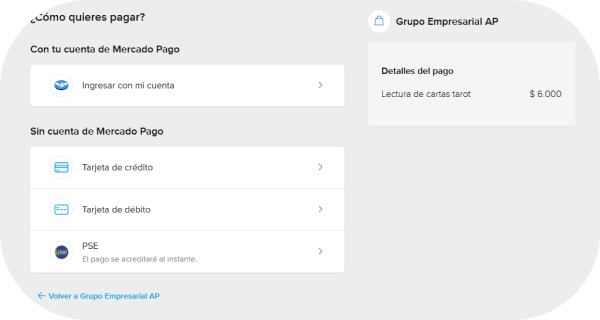 ¿Cómo quieres pagar?
Con tu cuenta de Mercado Pago
Ingresar con mi cuenta
Sin cuenta de Mercado Pago
Tarjeta de crédito
Tarjeta de débito
pse
PSE
El pago se acreditará al instante.
Volver a Grupo Empresarial AP
Grupo Empresarial AP
Detalles del pago
Lectura de cartas tarot $ 6.000